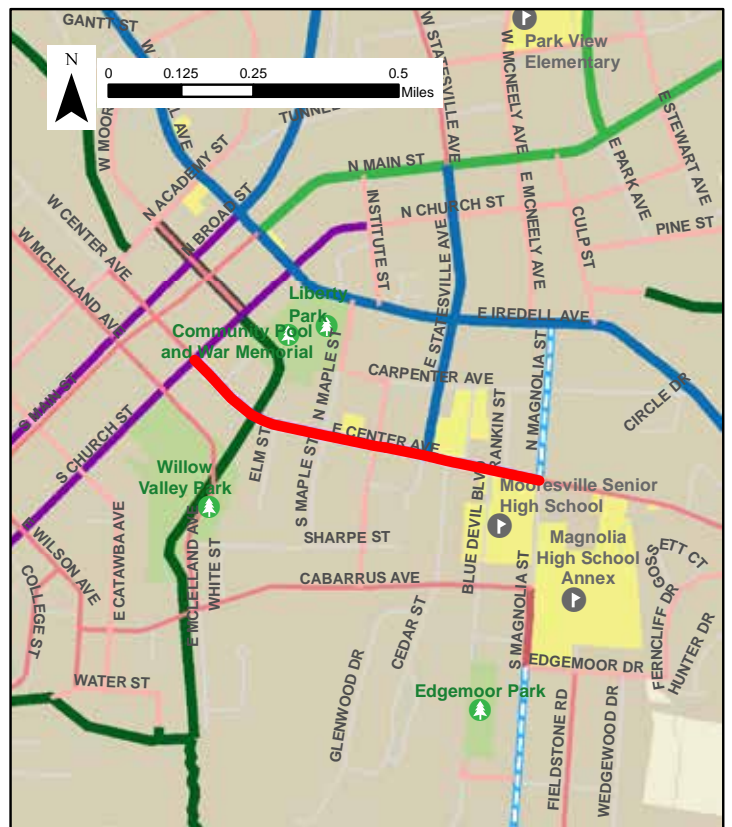 GANTT ST
N
0
0.125
0.25
0.5
Miles
W MOOR
W
L AVE
TUNNEL
W STATESVILLE AVE
W MCNEELY AVE
Park View
Elementary
E STEWART AVE
E PARK AVE
N MAIN ST
N ACADEMY ST
N BROAD ST
N CHURCH ST
INSTITUTE ST
E MCNEELY AVE
CULP ST
PINE ST
W CENTER AVE
W MCLELLAND AVE
E STATESVILLE AVE
Liberty
Park
Community Pool
and War Memorial
E IREDELL AVE
N MAPLE ST
CARPENTER AVE
N MAGNOLIA ST
CIRCLE DR
S MAIN ST
S CHURCH ST
RANKIN ST
E CENTER AVE
ELM ST
S MAPLE ST
Willow
Valley Park
Mooresville Senior
High School
BLUE DEVIL BLV
Magnolia
High School
Annex
E WILSON AVE
E CATAWBA AVE
E MCLELLAND AVE
WHITE ST
SHARPE ST
CABARRUS AVE
COLLEGE ST
CEDAR ST
S MAGNOLIA ST
GOSS
ETT CT
FERNCLIFF DR
HUNTER DR
EDGEMOOR DR
WATER ST
GLENWOOD DR
Edgemoor Park
FIELDSTONE RD
WEDGEWOOD DR